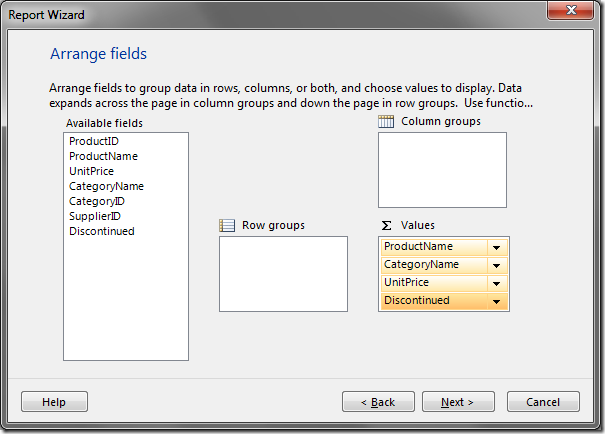 Report Wizard
Arrange fields
Arrange fields to group data in rows, columns, or both, and choose values to display. Data
expands across the page in column groups and down the page in row groups.  Use functio...
Available fields
ProductID
ProductName
UnitPrice
CategoryName
CategoryID
SupplierID
Discontinued
Column groups
Row groups
Σ Values
ProductName
CategoryName
UnitPrice
Discontinued
Help
< Back
Next >
Cancel